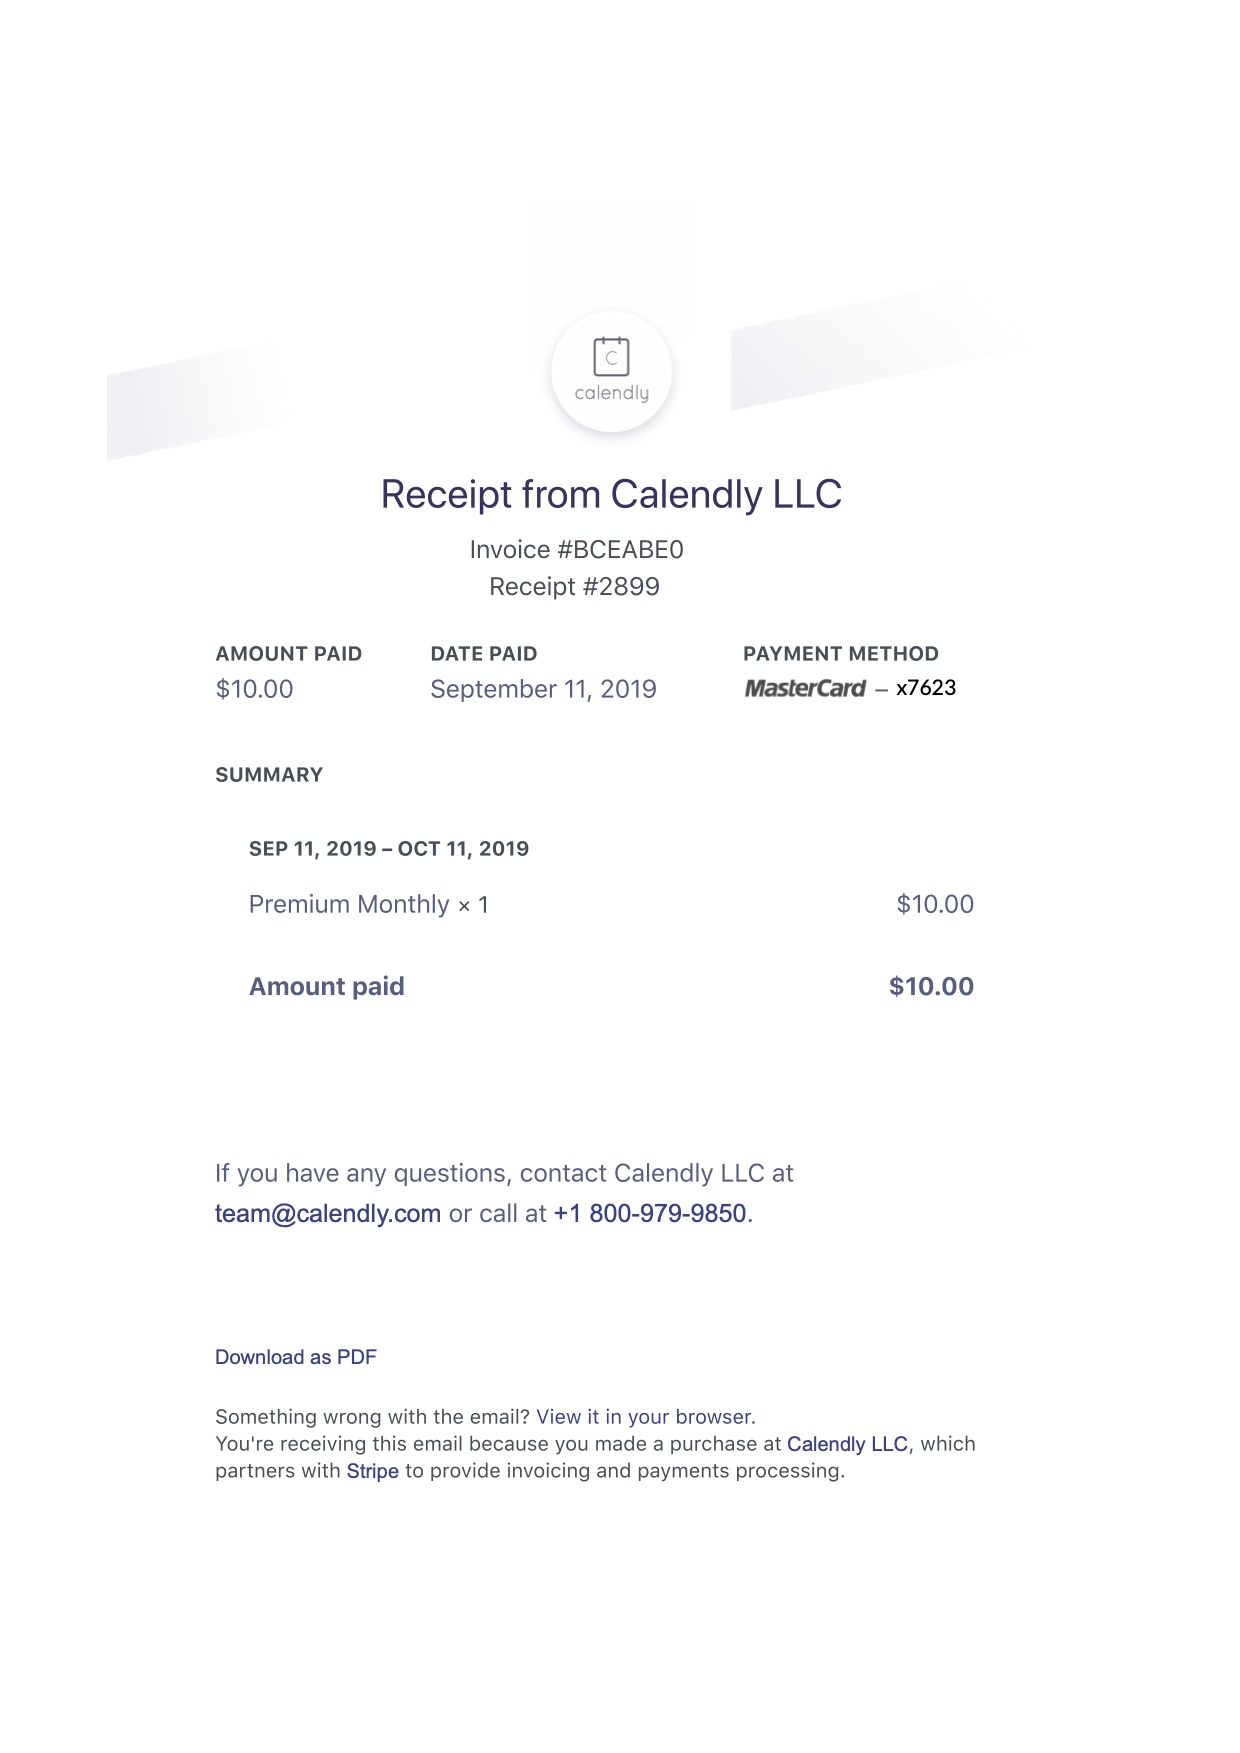 C
calendly
Receipt from Calendly LLC
Invoice #BCEABE0
Receipt #2899
AMOUNT PAID DATE PAID PAYMENT METHOD
$10.00 September 11, 2019 MasterCard – x7623
SUMMARY
SEP 11, 2019 – OCT 11, 2019
Premium Monthly × 1 $10.00
Amount paid $10.00
If you have any questions, contact Calendly LLC at
team@calendly.com or call at +1 800-979-9850.
Download as PDF
Something wrong with the email? View it in your browser.
You're receiving this email because you made a purchase at Calendly LLC, which
partners with Stripe to provide invoicing and payments processing.